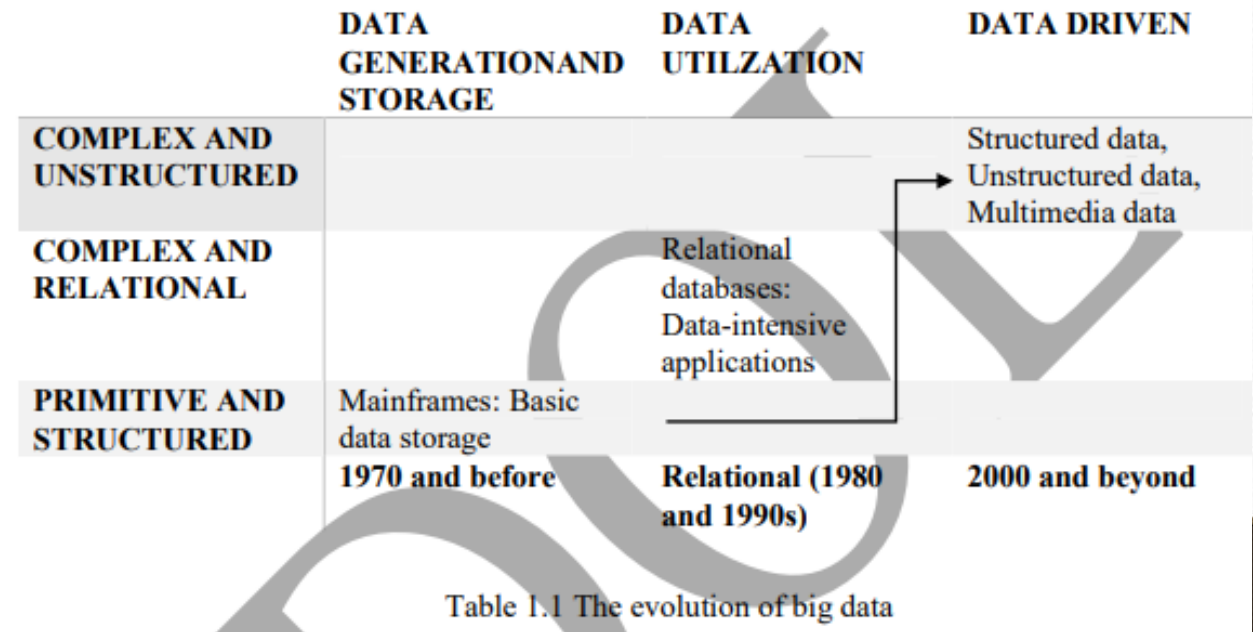 DATA
GENERATIONAND
STORAGE
DATA
UTILZATION
DATA DRIVEN
COMPLEX AND
UNSTRUCTURED
Structured data,
Unstructured data,
Multimedia data
COMPLEX AND
RELATIONAL
Relational
databases:
Data-intensive
applications
PRIMITIVE AND
STRUCTURED
Mainframes: Basic
data storage
1970 and before
Relational (1980
and 1990s)
2000 and beyond
Table 1.1 The evolution of big data